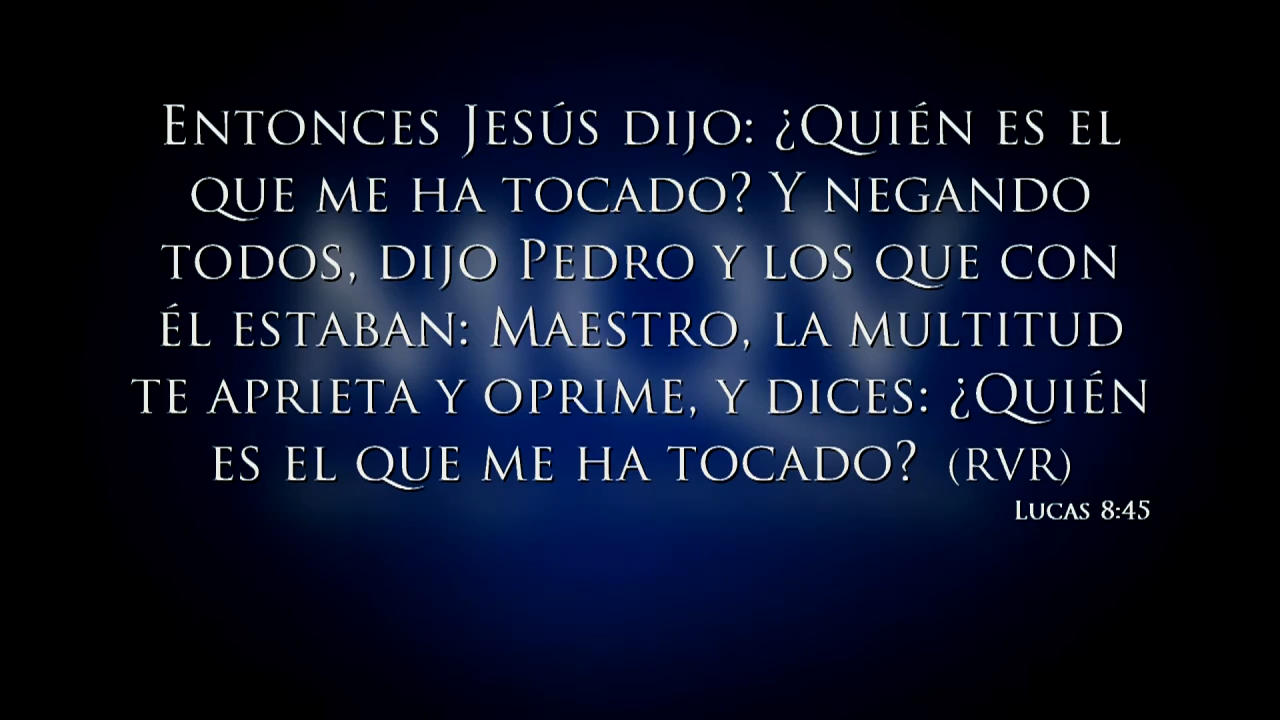 Entonces Jesús dijo: ¿Quién es el
que me ha tocado? Y negando
todos, dijo Pedro y los que con
él estaban: Maestro, la multitud
te aprieta y oprime, y dices: ¿Quién
es el que me ha tocado? (RVR)
Lucas 8:45